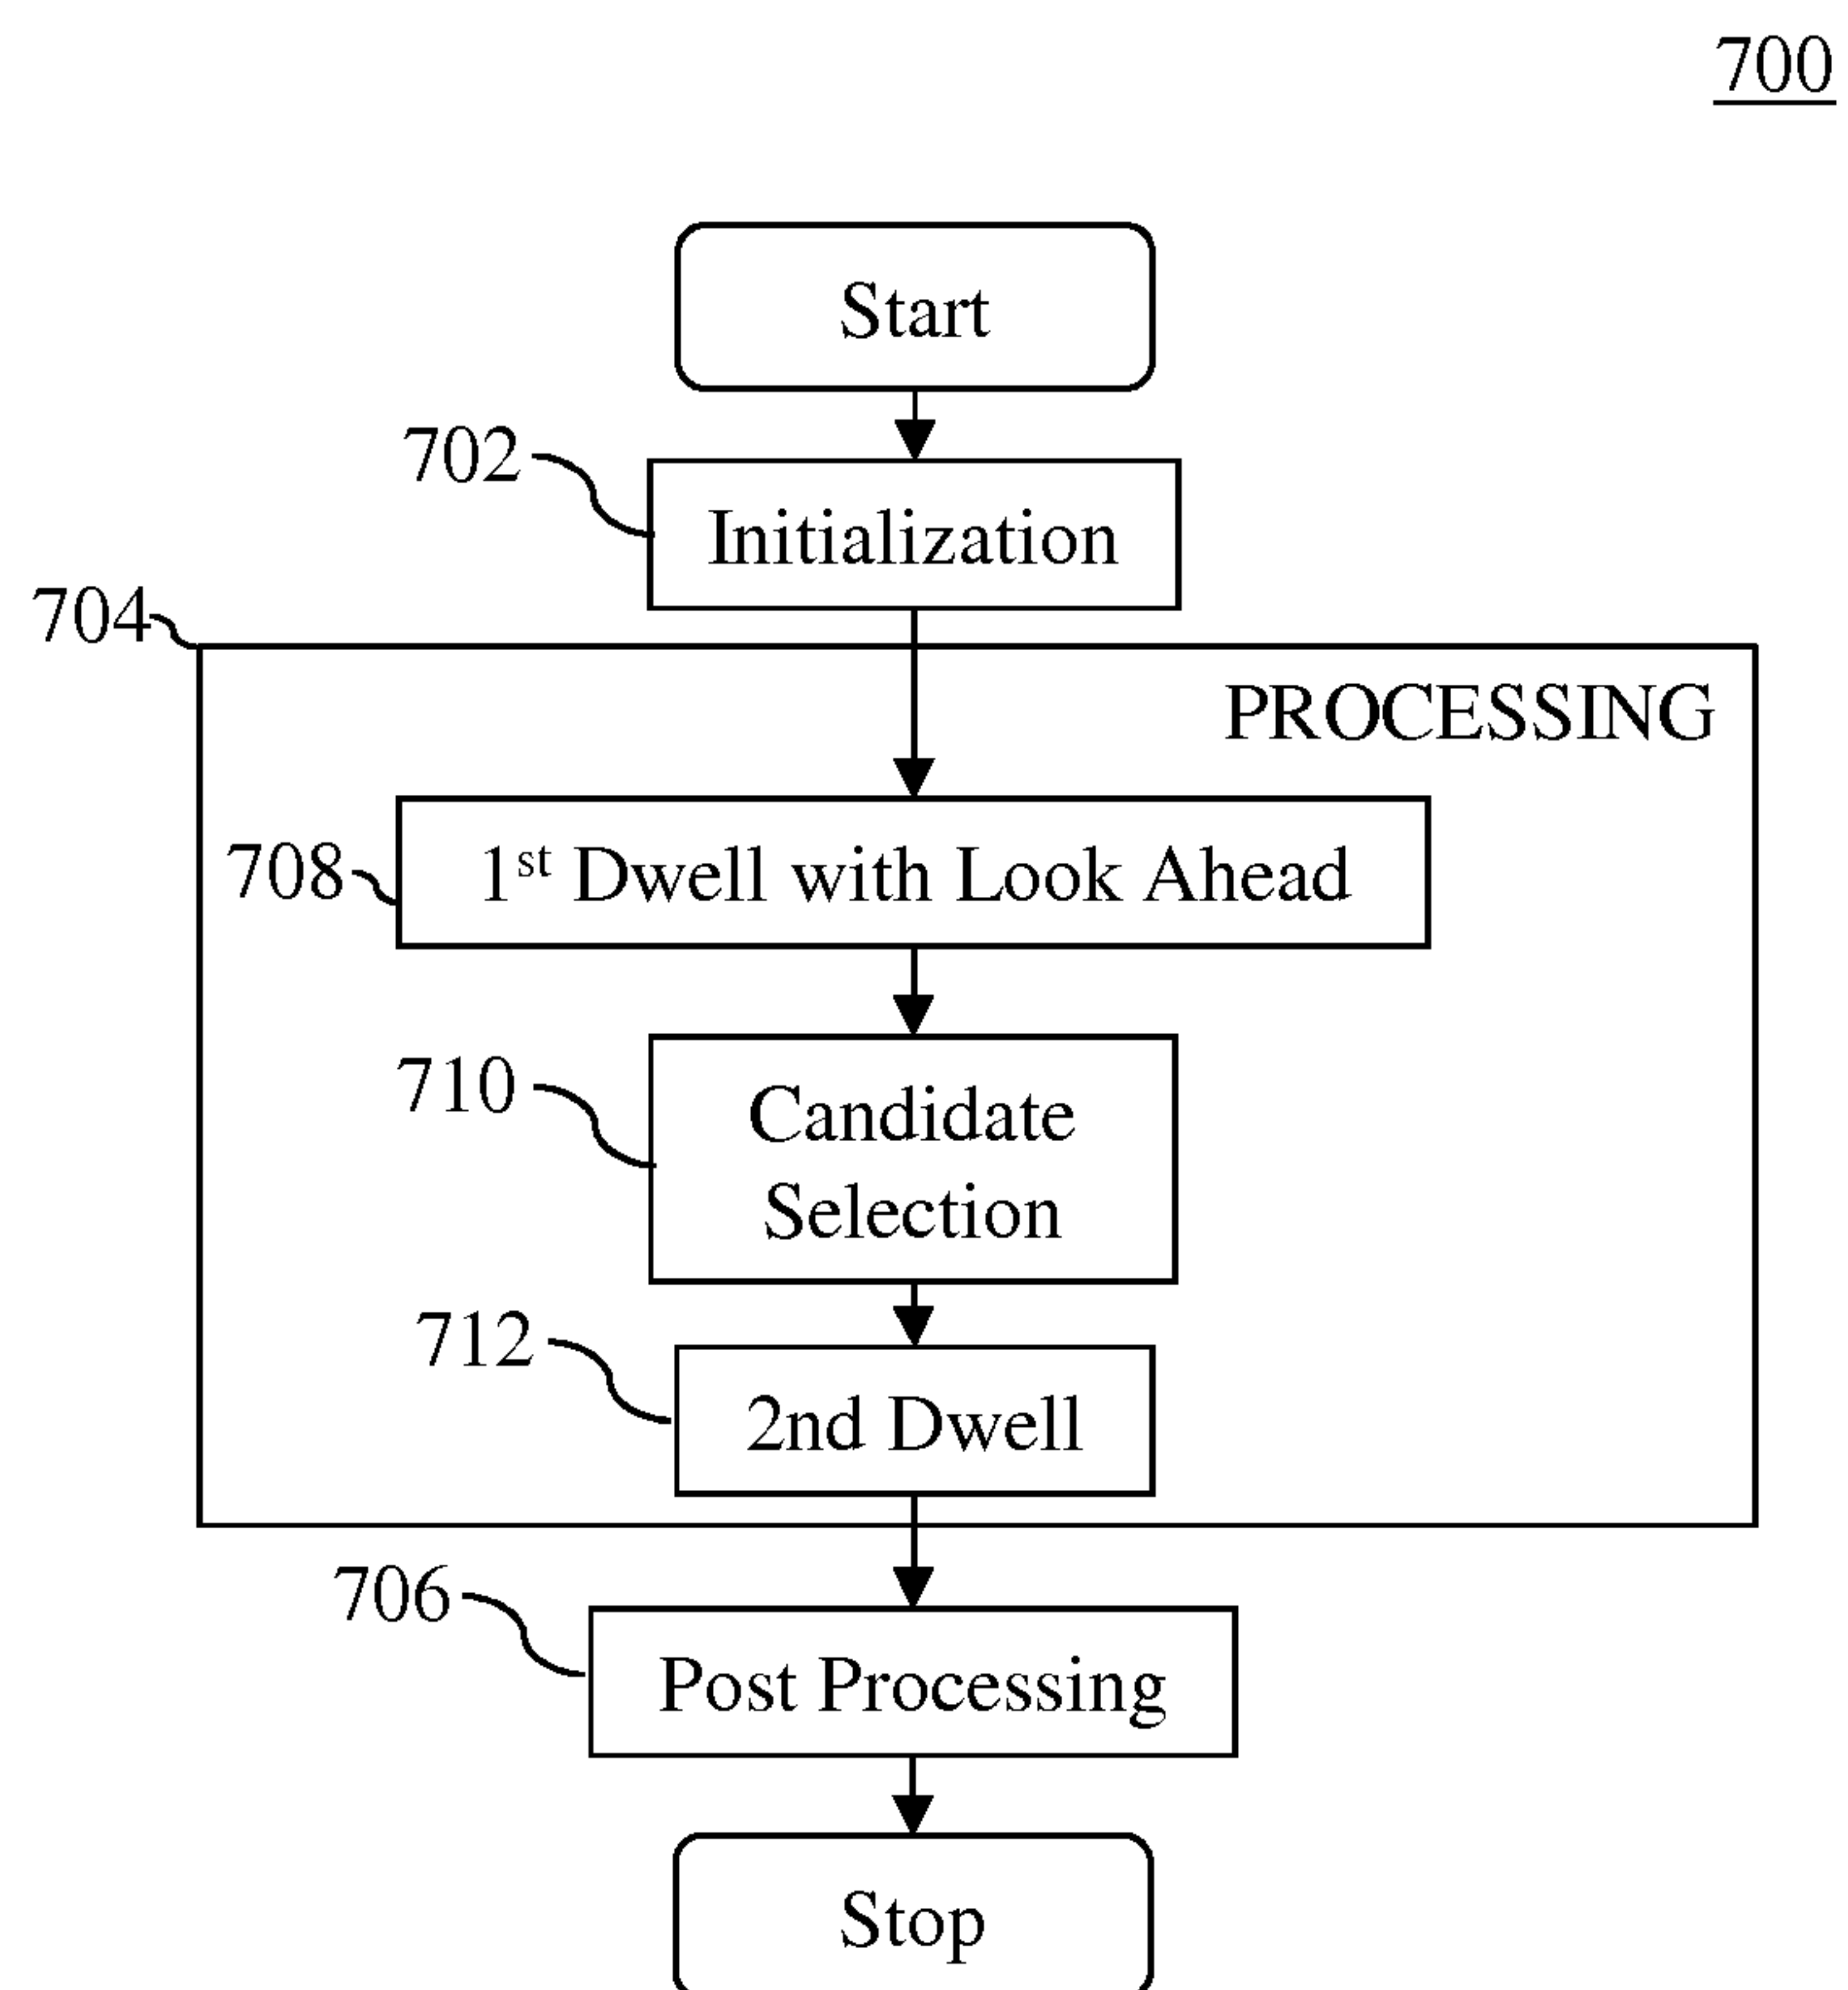 700
Start
702
Initialization
704
PROCESSING
708
1st Dwell with Look Ahead
710
Candidate
Selection
712
2nd Dwell
706
Post Processing
Stop